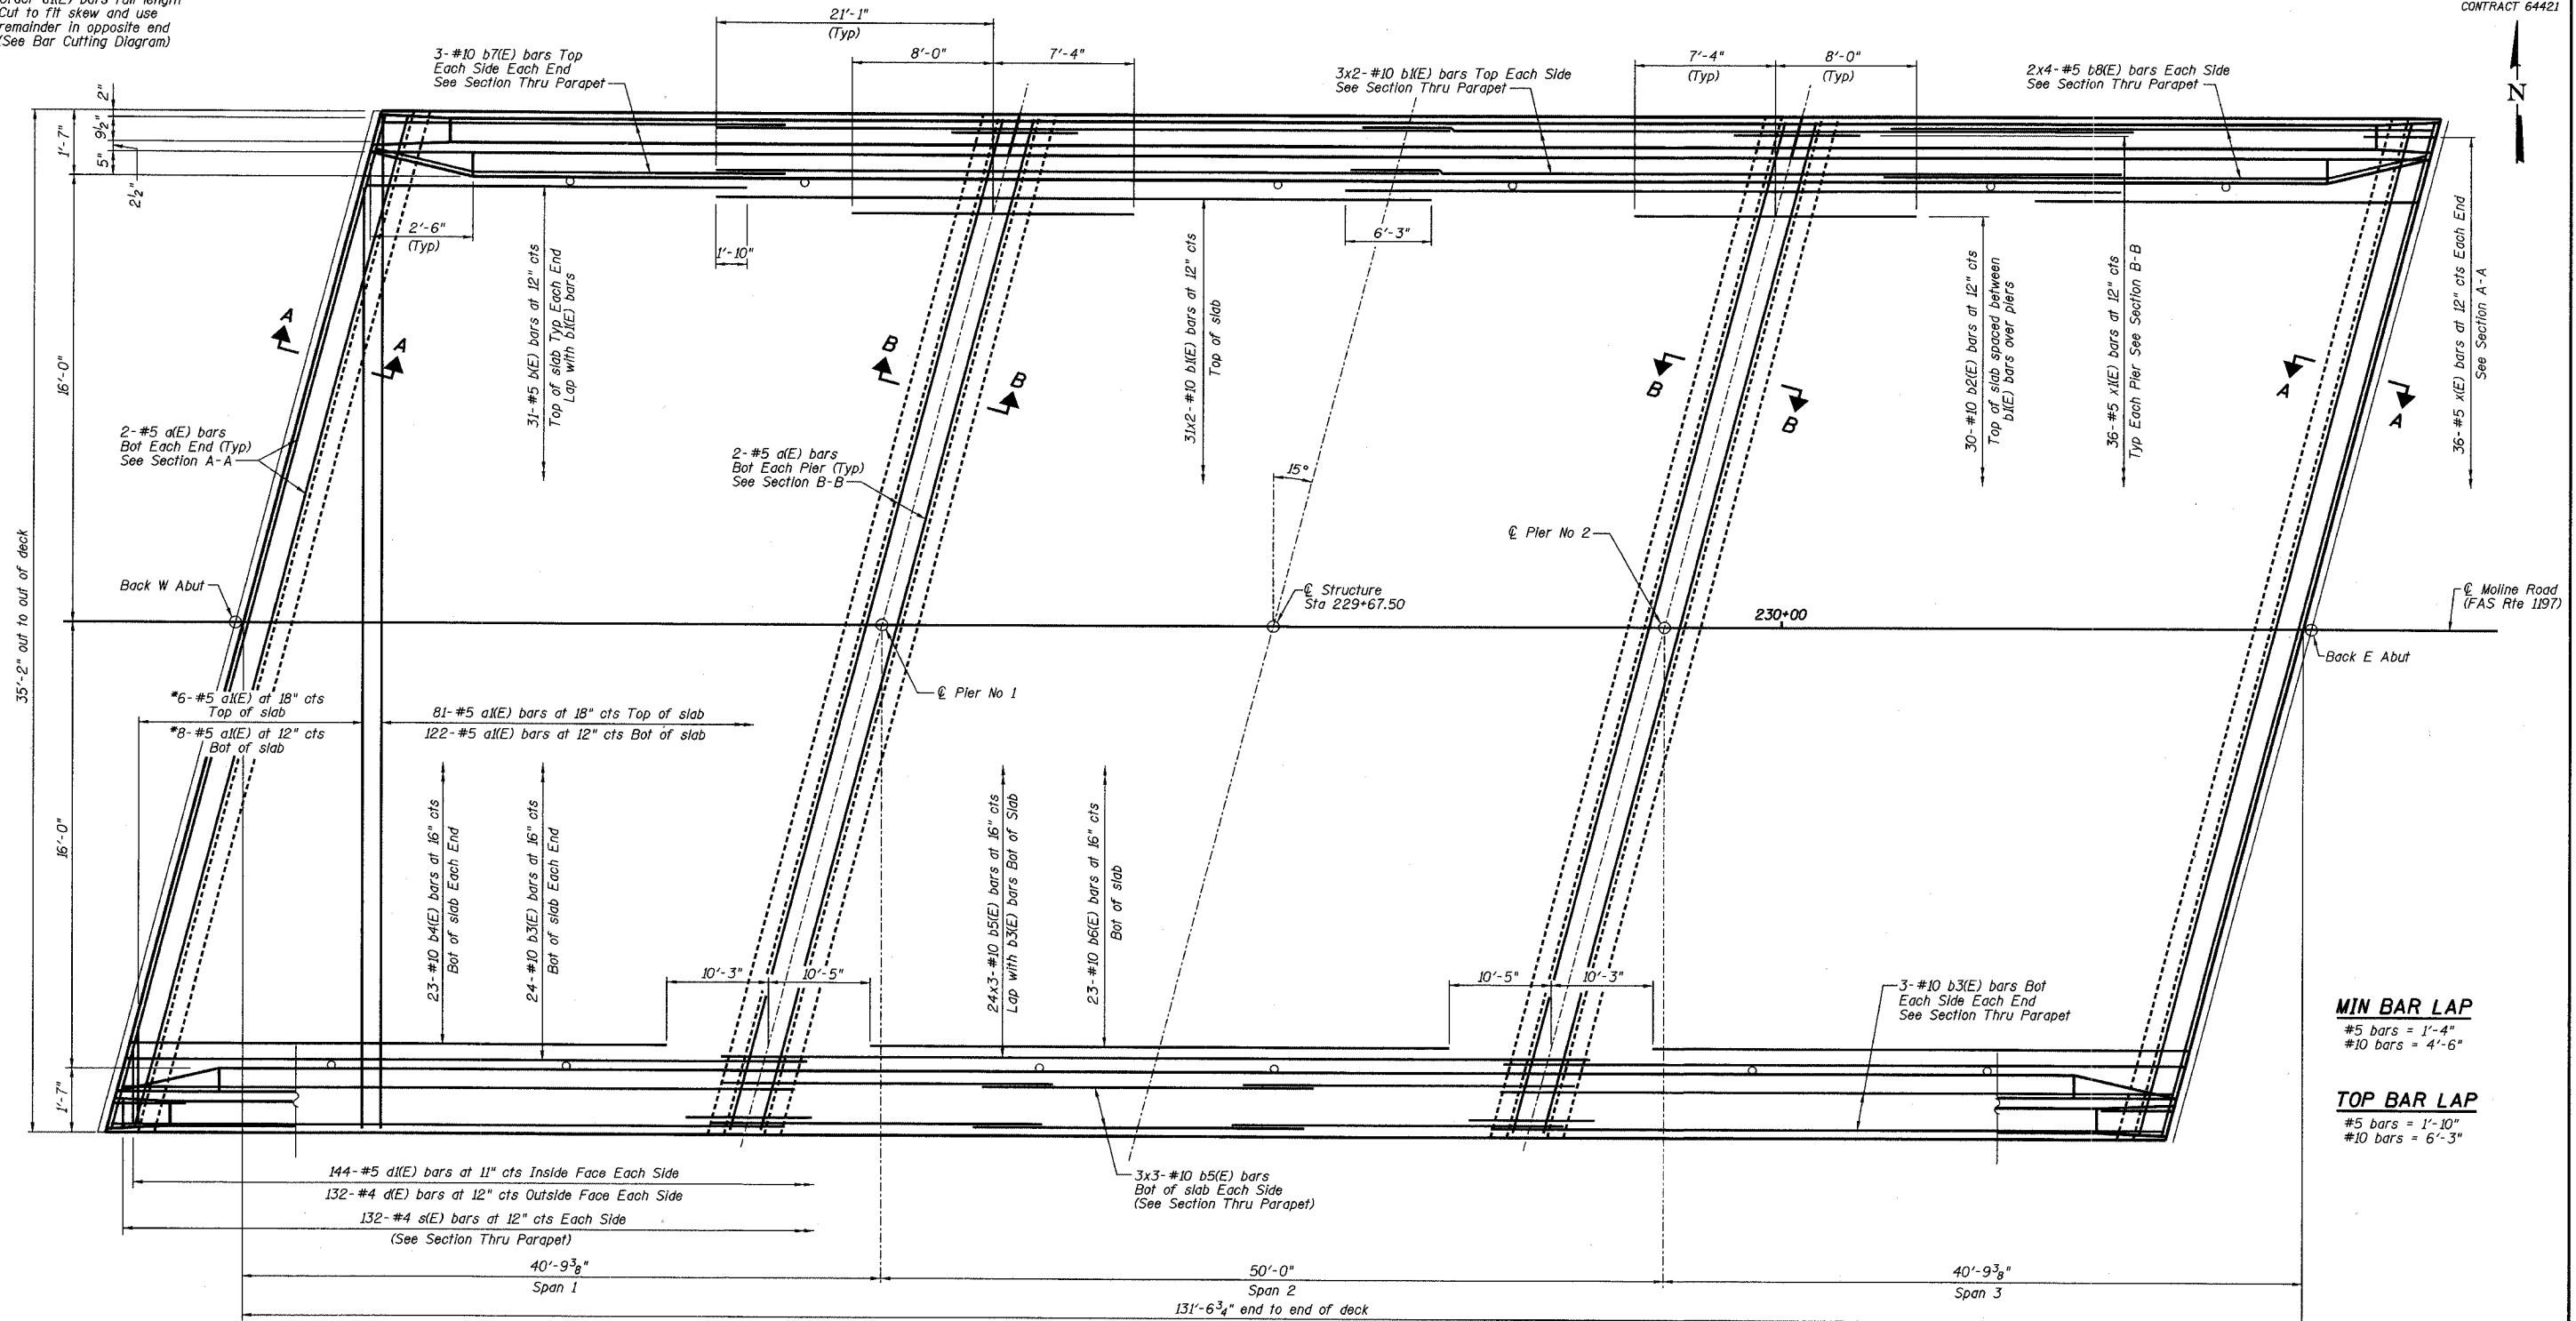 Order a1(E) bars full length
Cut to fit skew and use
remainder in opposite end
(See Bar Cutting Diagram)
CONTRACT 64421
N
21'-1"
(Typ)
8'-0"
7'-4"
7'-4"
(Typ)
8'-0"
(Typ)
3-#10 b7(E) bars Top
Each Side Each End
See Section Thru Parapet
3x2-#10 b1(E) bars Top Each Side
See Section Thru Parapet
2x4-#5 b8(E) bars Each Side
See Section Thru Parapet
2"
9½"
5"
2½"
1'-7"
16'-0"
35'-2" out to out of deck
16'-0"
1'-7"
2'-6"
(Typ)
1'-10"
6'-3"
31-#5 b(E) bars at 12" cts
Top of slab Typ Each End
Lap with b1(E) bars
31x2-#10 b1(E) bars at 12" cts
Top of slab
30-#10 b2(E) bars at 12" cts
Top of slab spaced between
b1(E) bars over piers
36-#5 x1(E) bars at 12" cts
Typ Each Pier See Section B-B
36-#5 x(E) bars at 12" cts Each End
See Section A-A
A
A
B
B
B
B
A
A
2-#5 a(E) bars
Bot Each End (Typ)
See Section A-A
2-#5 a(E) bars
Bot Each Pier (Typ)
See Section B-B
15°
Back W Abut
℄ Pier No 1
℄ Structure
Sta 229+67.50
℄ Pier No 2
230+00
℄ Moline Road
(FAS Rte 1197)
Back E Abut
*6-#5 a1(E) at 18" cts
Top of slab
*8-#5 a1(E) at 12" cts
Bot of slab
81-#5 a1(E) bars at 18" cts Top of slab
122-#5 a1(E) bars at 12" cts Bot of slab
23-#10 b4(E) bars at 16" cts
Bot of slab Each End
24-#10 b3(E) bars at 16" cts
Bot of slab Each End
24x3-#10 b5(E) bars at 16" cts
Lap with b3(E) bars Bot of Slab
23-#10 b6(E) bars at 16" cts
Bot of slab
10'-3"
10'-5"
10'-5"
10'-3"
3-#10 b3(E) bars Bot
Each Side Each End
See Section Thru Parapet
MIN BAR LAP
#5 bars = 1'-4"
#10 bars = 4'-6"
TOP BAR LAP
#5 bars = 1'-10"
#10 bars = 6'-3"
144-#5 d1(E) bars at 11" cts Inside Face Each Side
132-#4 d(E) bars at 12" cts Outside Face Each Side
132-#4 s(E) bars at 12" cts Each Side
(See Section Thru Parapet)
3x3-#10 b5(E) bars
Bot of slab Each Side
(See Section Thru Parapet)
40'-9⅜"
Span 1
50'-0"
Span 2
40'-9⅜"
Span 3
131'-6¾" end to end of deck